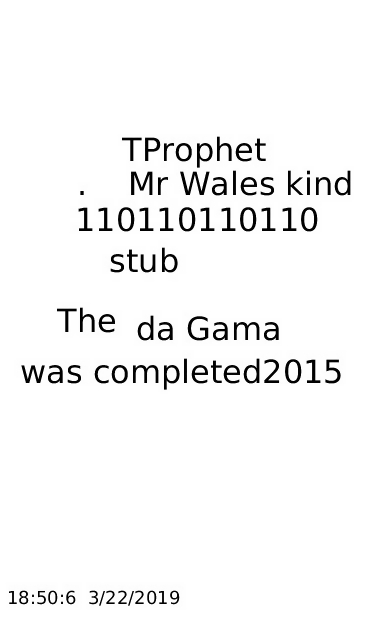 TProphet
. Mr Wales kind
110110110110
stub
The da Gama
was completed2015
18:50:6 3/22/2019